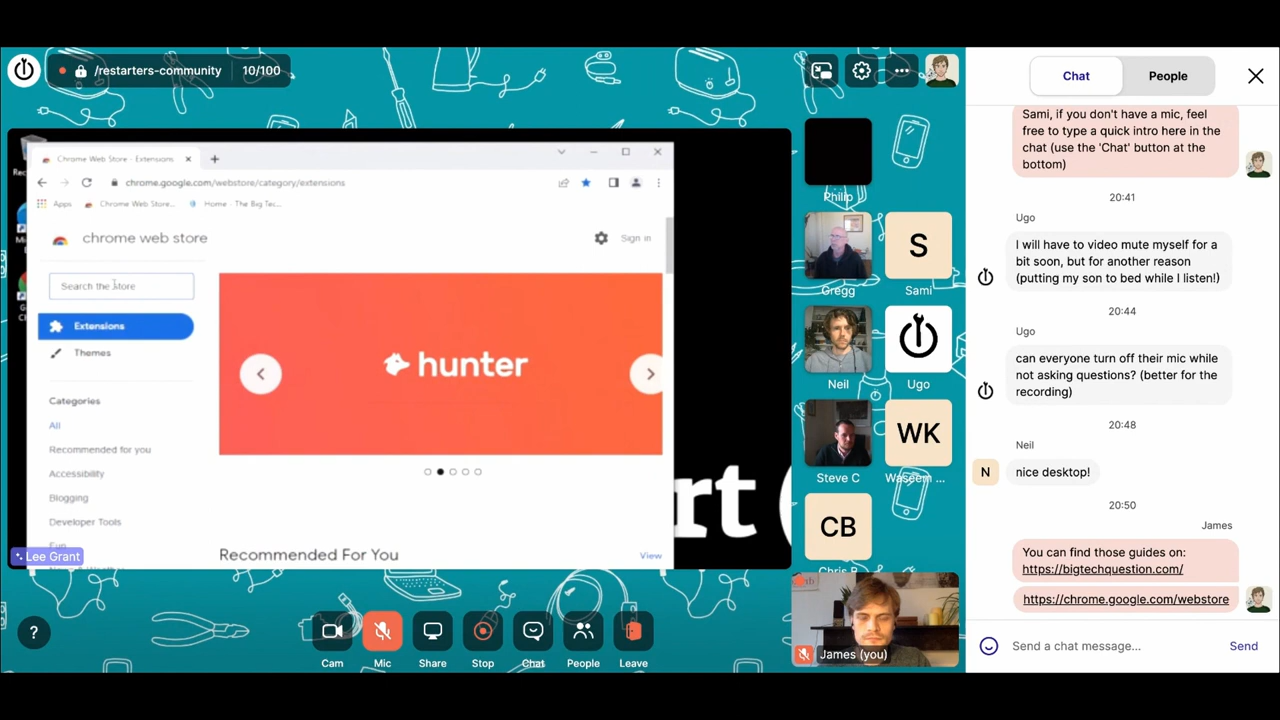 /restarters-community 10/100
Chrome Web Store - Extensions
chrome.google.com/webstore/category/extensions
Apps Chrome Web Store... Home - The Big Tec...
chrome web store
Sign in
Search the store
Extensions
Themes
Categories
All
Recommended for you
Accessibility
Blogging
Developer Tools
Fun
hunter
Recommended For You
View
rt
Lee Grant
Philip
Gregg
S
Sami
Neil
Ugo
Steve C
WK
Waseem ...
CB
Chris B
James (you)
?
Cam
Mic
Share
Stop
Chat
People
Leave
Chat
People
Sami, if you don't have a mic, feel
free to type a quick intro here in the
chat (use the 'Chat' button at the
bottom)
20:41
Ugo
I will have to video mute myself for a
bit soon, but for another reason
(putting my son to bed while I listen!)
20:44
Ugo
can everyone turn off their mic while
not asking questions? (better for the
recording)
20:48
Neil
N
nice desktop!
20:50
James
You can find those guides on:
https://bigtechquestion.com/
https://chrome.google.com/webstore
Send a chat message...
Send